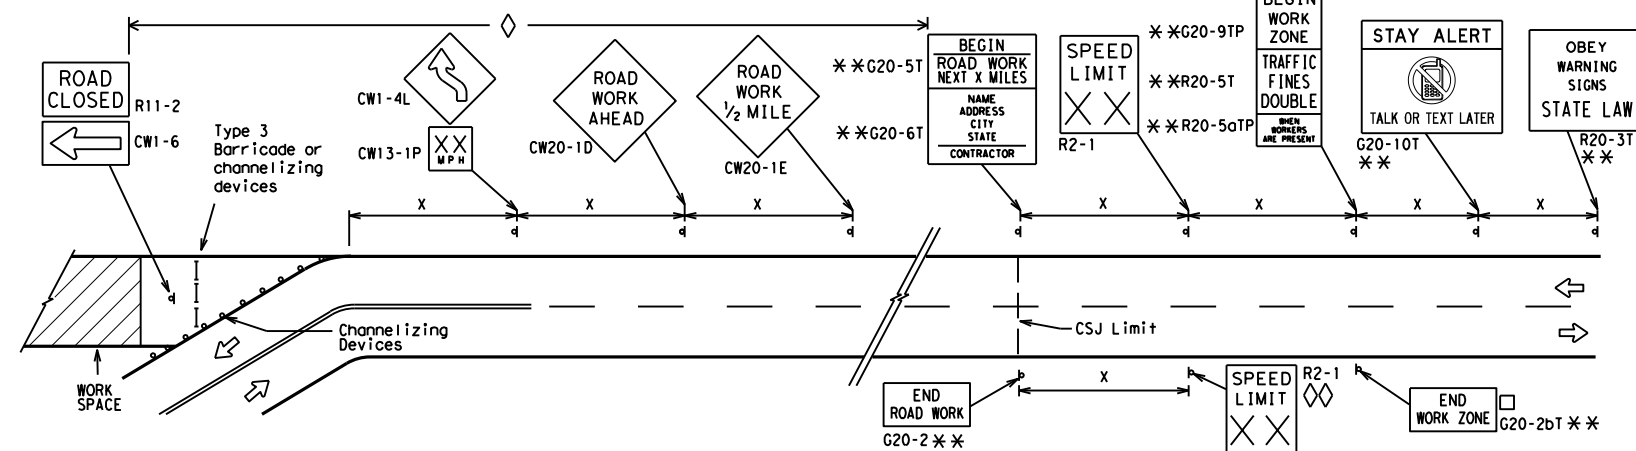 ROAD
CLOSED
R11-2
CW1-6
Type 3
Barricade or
channelizing
devices
CW1-4L
XX
MPH
CW13-1P
ROAD
WORK
AHEAD
CW20-1D
ROAD
WORK
1/2 MILE
CW20-1E
**G20-5T
**G20-6T
BEGIN
ROAD WORK
NEXT X MILES
NAME
ADDRESS
CITY
STATE
CONTRACTOR
SPEED
LIMIT
XX
R2-1
**G20-9TP
**R20-5T
**R20-5aTP
BEGIN
WORK
ZONE
TRAFFIC
FINES
DOUBLE
WHEN
WORKERS
ARE PRESENT
STAY ALERT
TALK OR TEXT LATER
G20-10T
**
OBEY
WARNING
SIGNS
STATE LAW
R20-3T
**
X
X
X
X
X
X
X
Channelizing
Devices
WORK
SPACE
CSJ Limit
END
ROAD WORK
G20-2 **
X
SPEED
LIMIT
XX
R2-1
END
WORK ZONE
G20-2bT **